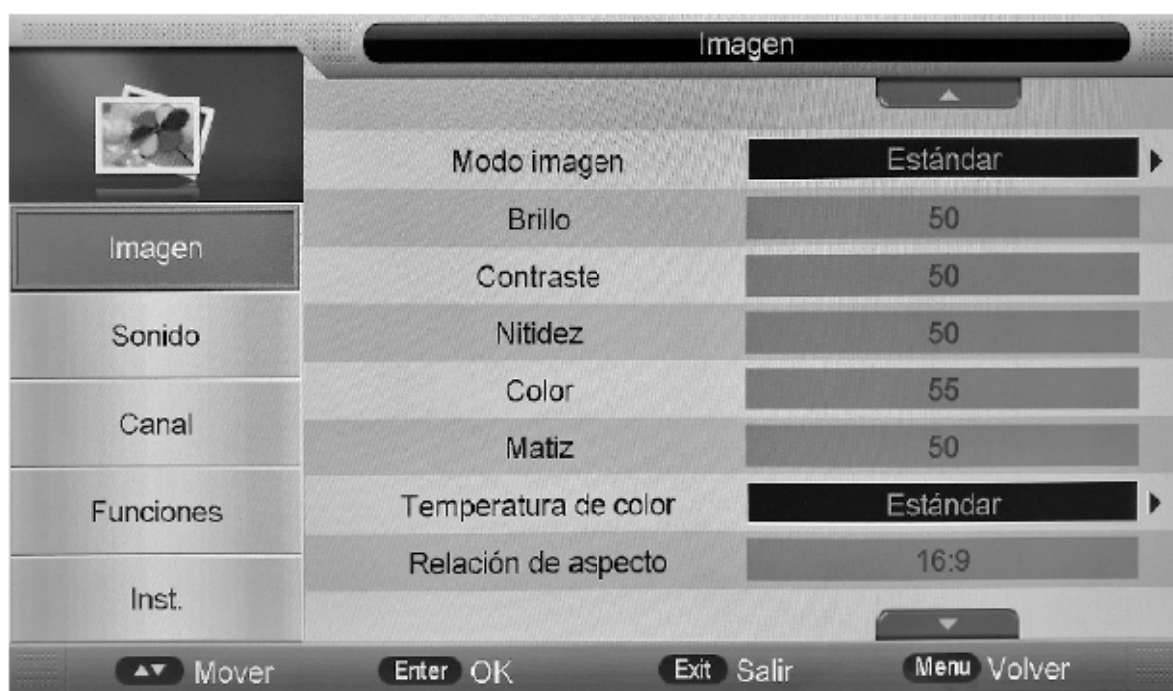 Imagen
Modo imagen Estándar
Brillo 50
Contraste 50
Nitidez 50
Color 55
Matiz 50
Temperatura de color Estándar
Relación de aspecto 16:9
Imagen
Sonido
Canal
Funciones
Inst.
Mover Enter OK Exit Salir Menu Volver